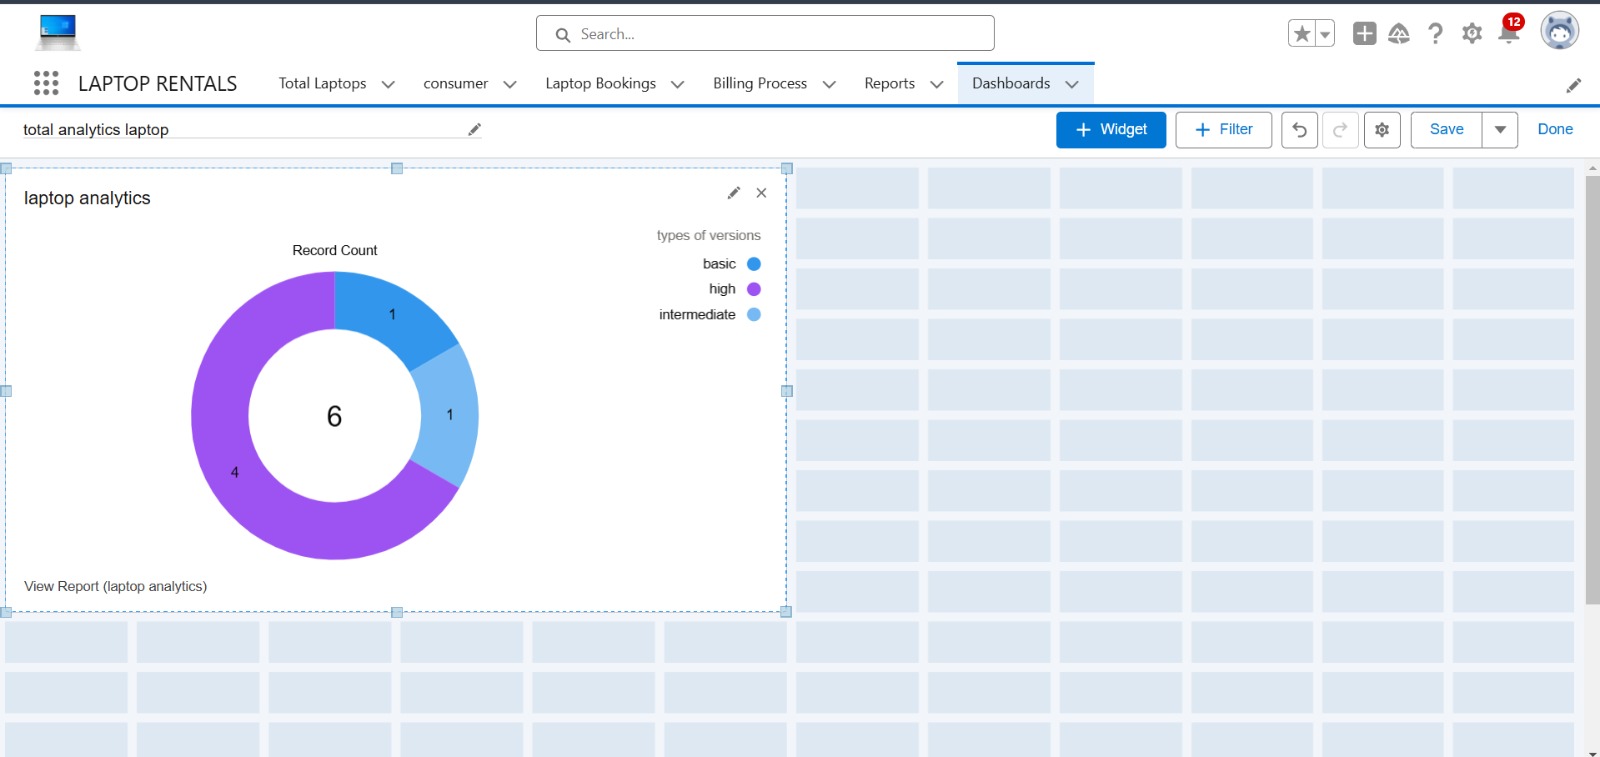 Search...
12
LAPTOP RENTALS
Total Laptops
consumer
Laptop Bookings
Billing Process
Reports
Dashboards
total analytics laptop
Widget
Filter
Save
Done
laptop analytics
types of versions
Record Count
basic
high
intermediate
1
1
6
4
View Report (laptop analytics)